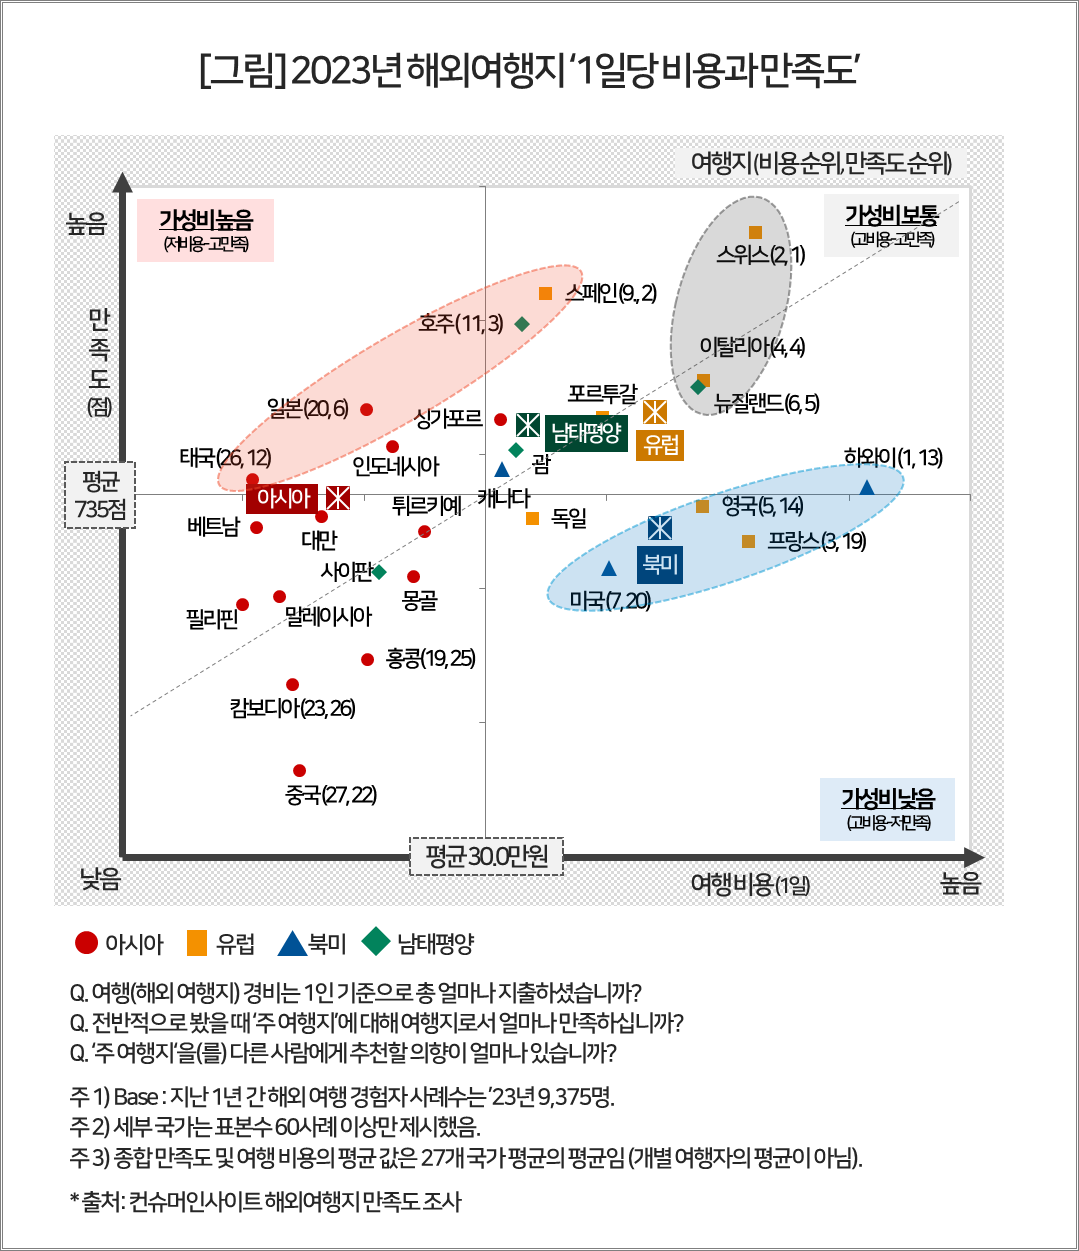 [그림] 2023년 해외여행지 ‘1일당 비용과 만족도’
여행지 (비용 순위, 만족도 순위)
높음
가성비 높음
(저비용-고만족)
가성비 보통
(고비용-고만족)
스위스(2, 1)
스페인(9, 2)
만
족
도
(점)
호주(11, 3)
이탈리아(4, 4)
포르투갈
일본(20, 6)
뉴질랜드(6, 5)
싱가포르
남태평양
유럽
태국(26, 12)
인도네시아
괌
하와이(1, 13)
평균
735점
아시아
캐나다
튀르키예
영국(5, 14)
독일
베트남
대만
프랑스(3, 19)
북미
사이판
몽골
미국(7, 20)
필리핀
말레이시아
홍콩(19, 25)
캄보디아(23, 26)
중국(27, 22)
가성비 낮음
(고비용-저만족)
평균 30.0만원
낮음
여행 비용 (1일)
높음
아시아
유럽
북미
남태평양
Q. 여행(해외 여행지) 경비는 1인 기준으로 총 얼마나 지출하셨습니까?
Q. 전반적으로 봤을 때 ‘주 여행지’에 대해 여행지로서 얼마나 만족하십니까?
Q. ‘주 여행지‘을(를) 다른 사람에게 추천할 의향이 얼마나 있습니까?
주 1) Base : 지난 1년 간 해외 여행 경험자 사례수는 ’23년 9,375명.
주 2) 세부 국가는 표본수 60사례 이상만 제시했음.
주 3) 종합 만족도 및 여행 비용의 평균 값은 27개 국가 평균의 평균임 (개별 여행자의 평균이 아님).
* 출처 : 컨슈머인사이트 해외여행지 만족도 조사